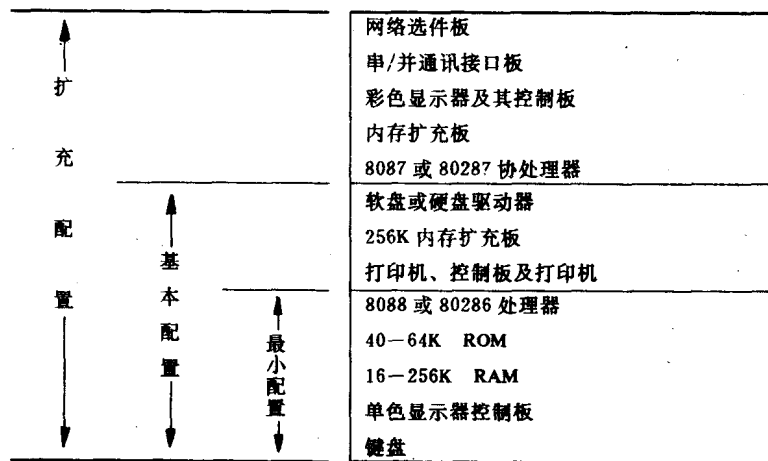 网络选件板
串/并通讯接口板
彩色显示器及其控制板
内存扩充板
8087 或 80287 协处理器
软盘或硬盘驱动器
256K 内存扩充板
打印机、控制板及打印机
8088 或 80286 处理器
40－64K ROM
16－256K RAM
单色显示器控制板
键盘
扩充配置
基本配置
最小配置